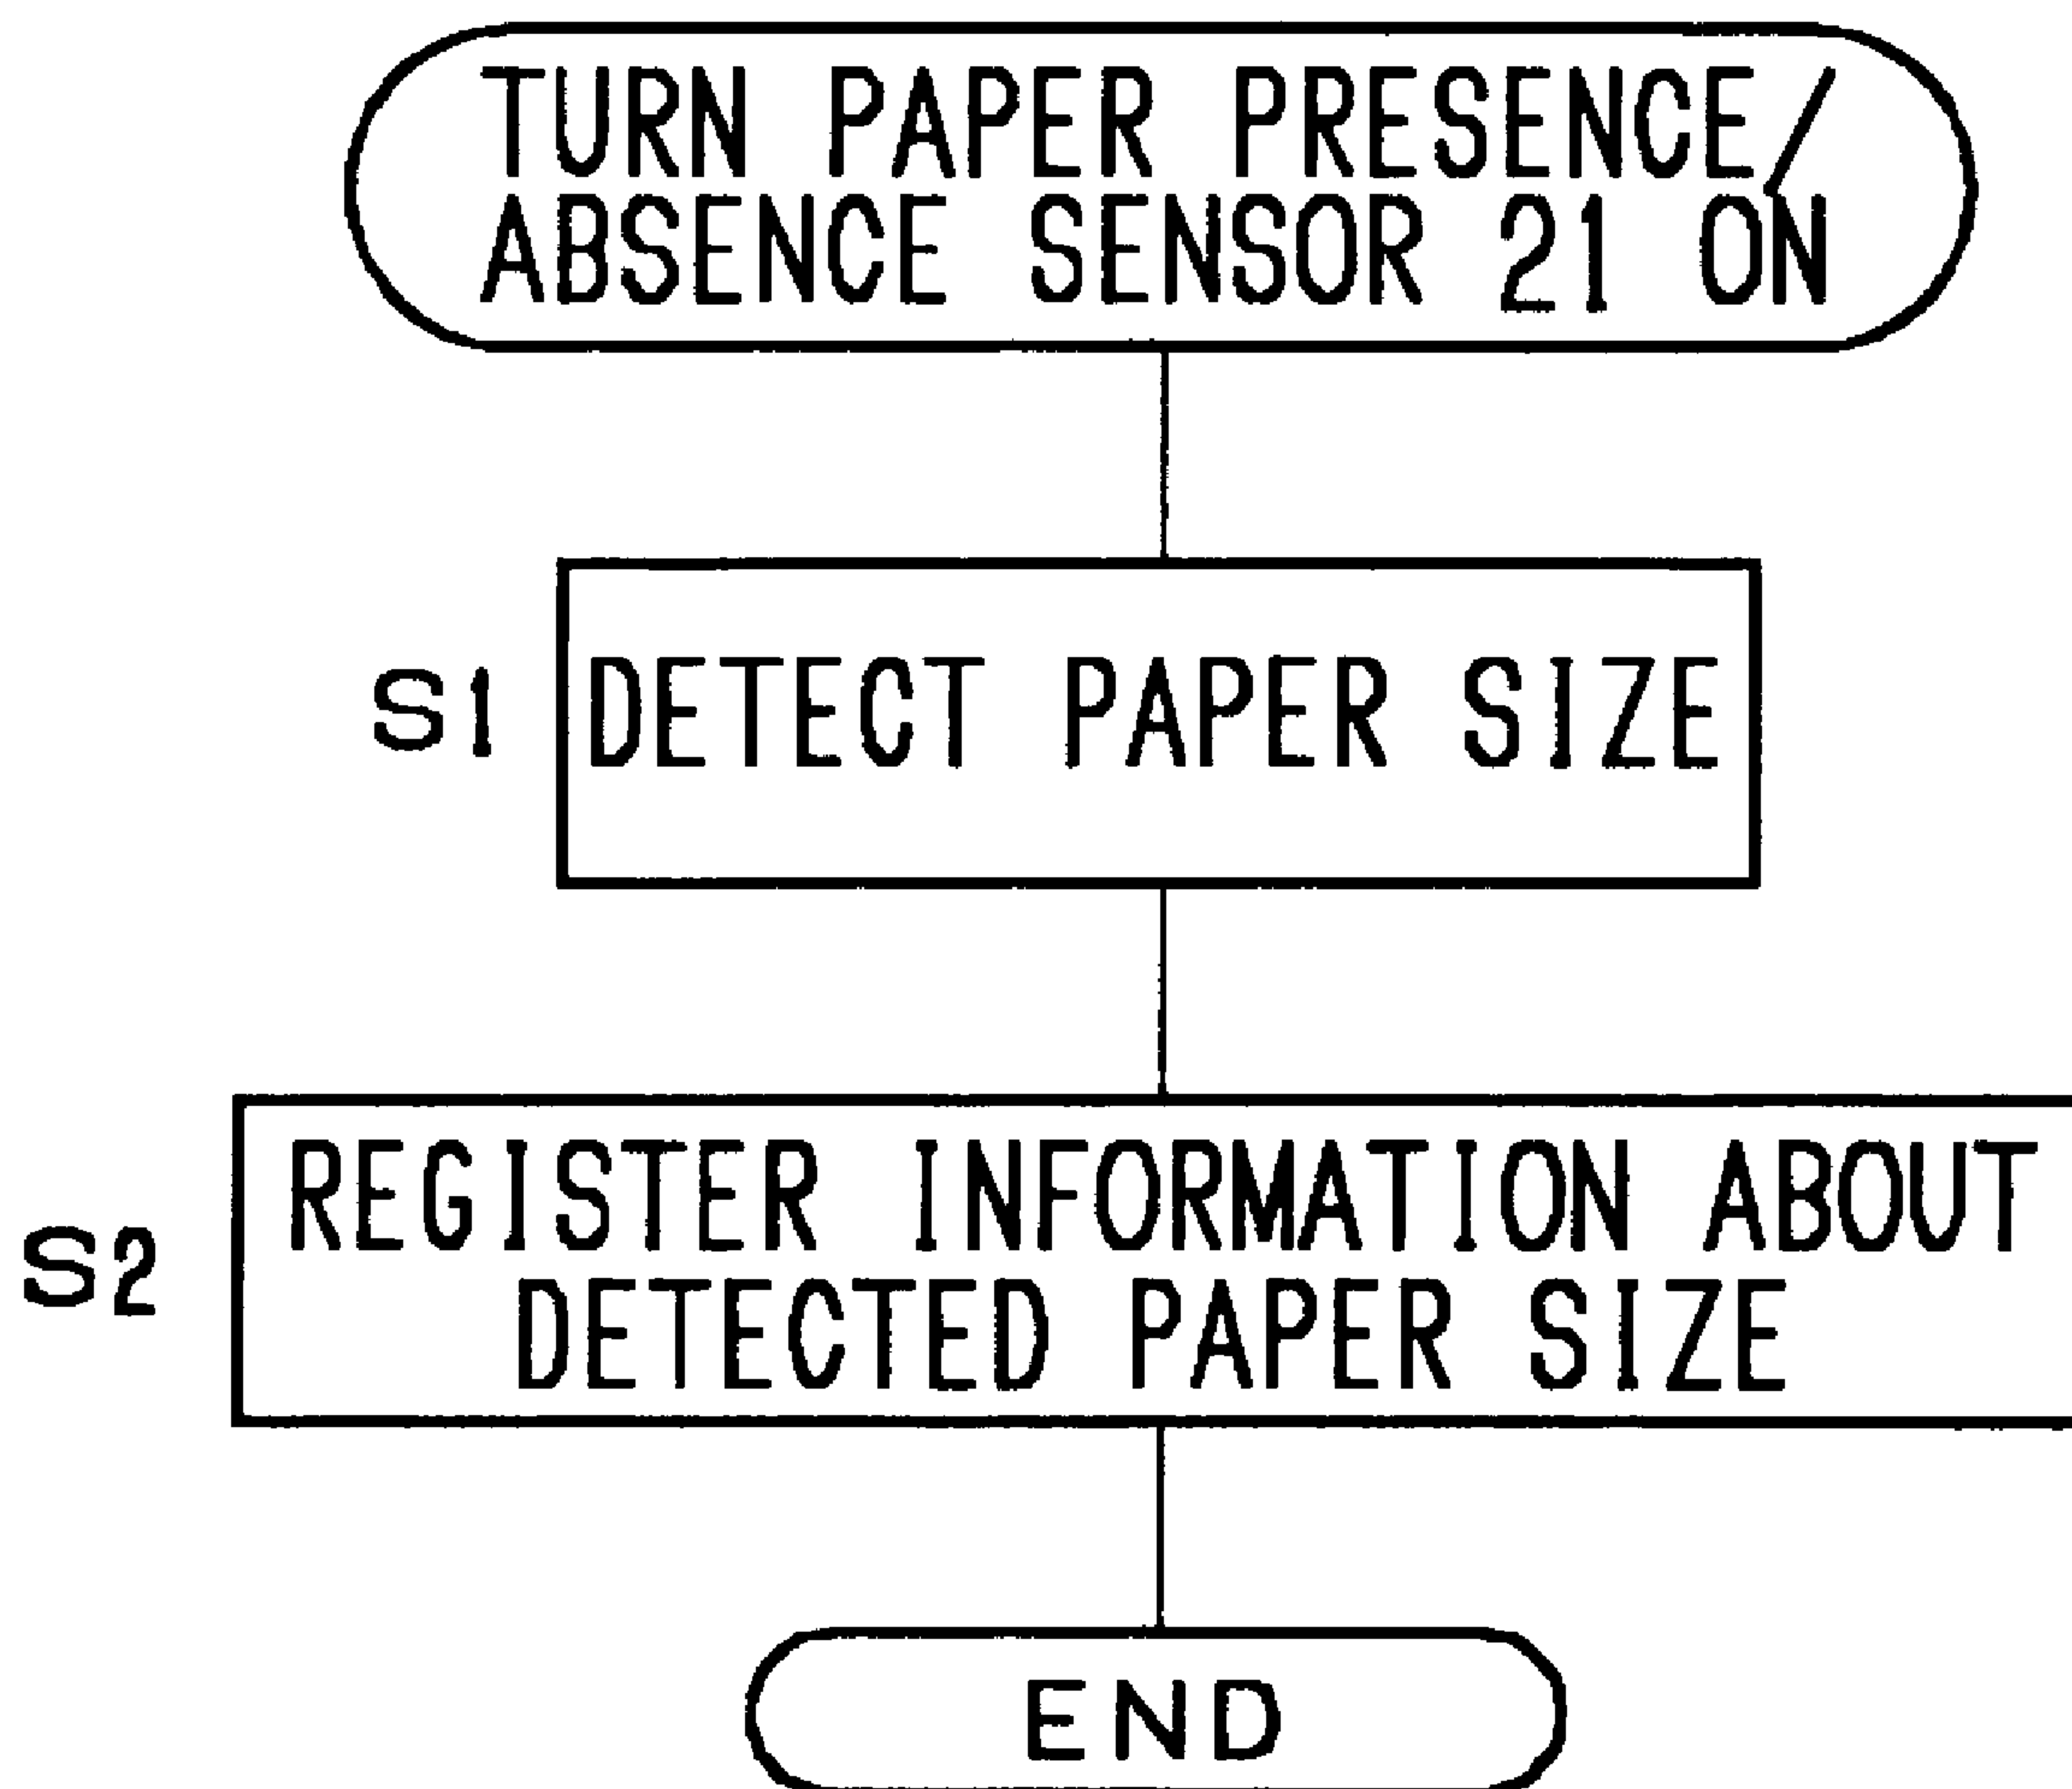 TURN PAPER PRESENCE/
ABSENCE SENSOR 21 ON
S1
DETECT PAPER SIZE
S2
REGISTER INFORMATION ABOUT
DETECTED PAPER SIZE
END